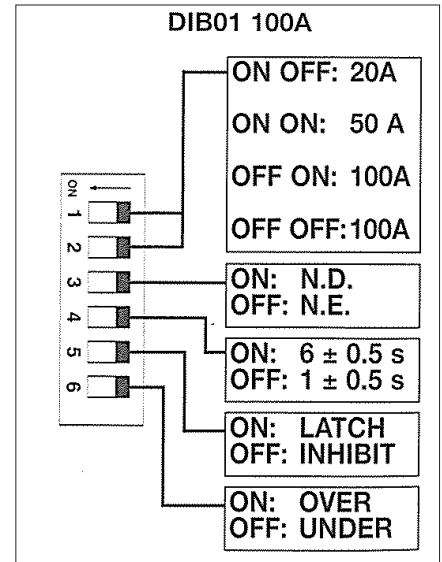 DIB01 100A
ON OFF: 20A
ON ON: 50 A
OFF ON: 100A
OFF OFF:100A
ON
1
2
3
4
5
6
ON: N.D.
OFF: N.E.
ON: 6 ± 0.5 s
OFF: 1 ± 0.5 s
ON: LATCH
OFF: INHIBIT
ON: OVER
OFF: UNDER